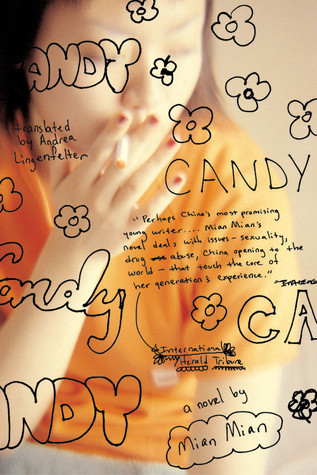 ANDY
translated
by Andrea
Lingenfelter
CANDY
"Perhaps China's most promising
young writer.... Mian Mian's
novel deals with issues - sexuality,
drug abuse, China opening to the
world - that touch the core of
her generation's experience."
Candy
CA
International
Herald Tribune
NDY
a novel by
Mian Mian